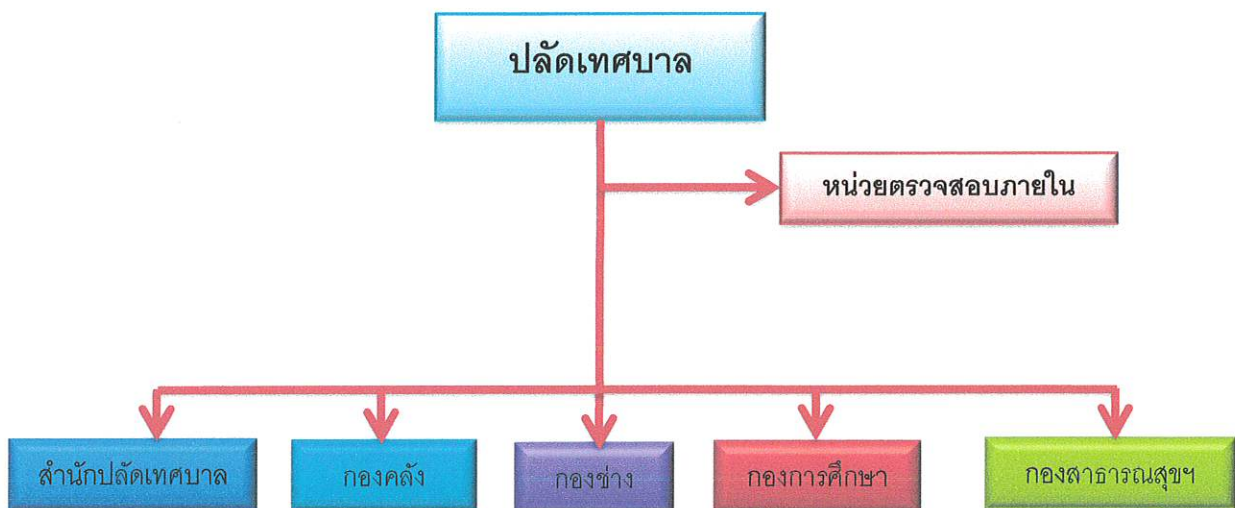 ปลัดเทศบาล
หน่วยตรวจสอบภายใน
สำนักปลัดเทศบาล
กองคลัง
กองช่าง
กองการศึกษา
กองสาธารณสุขฯ